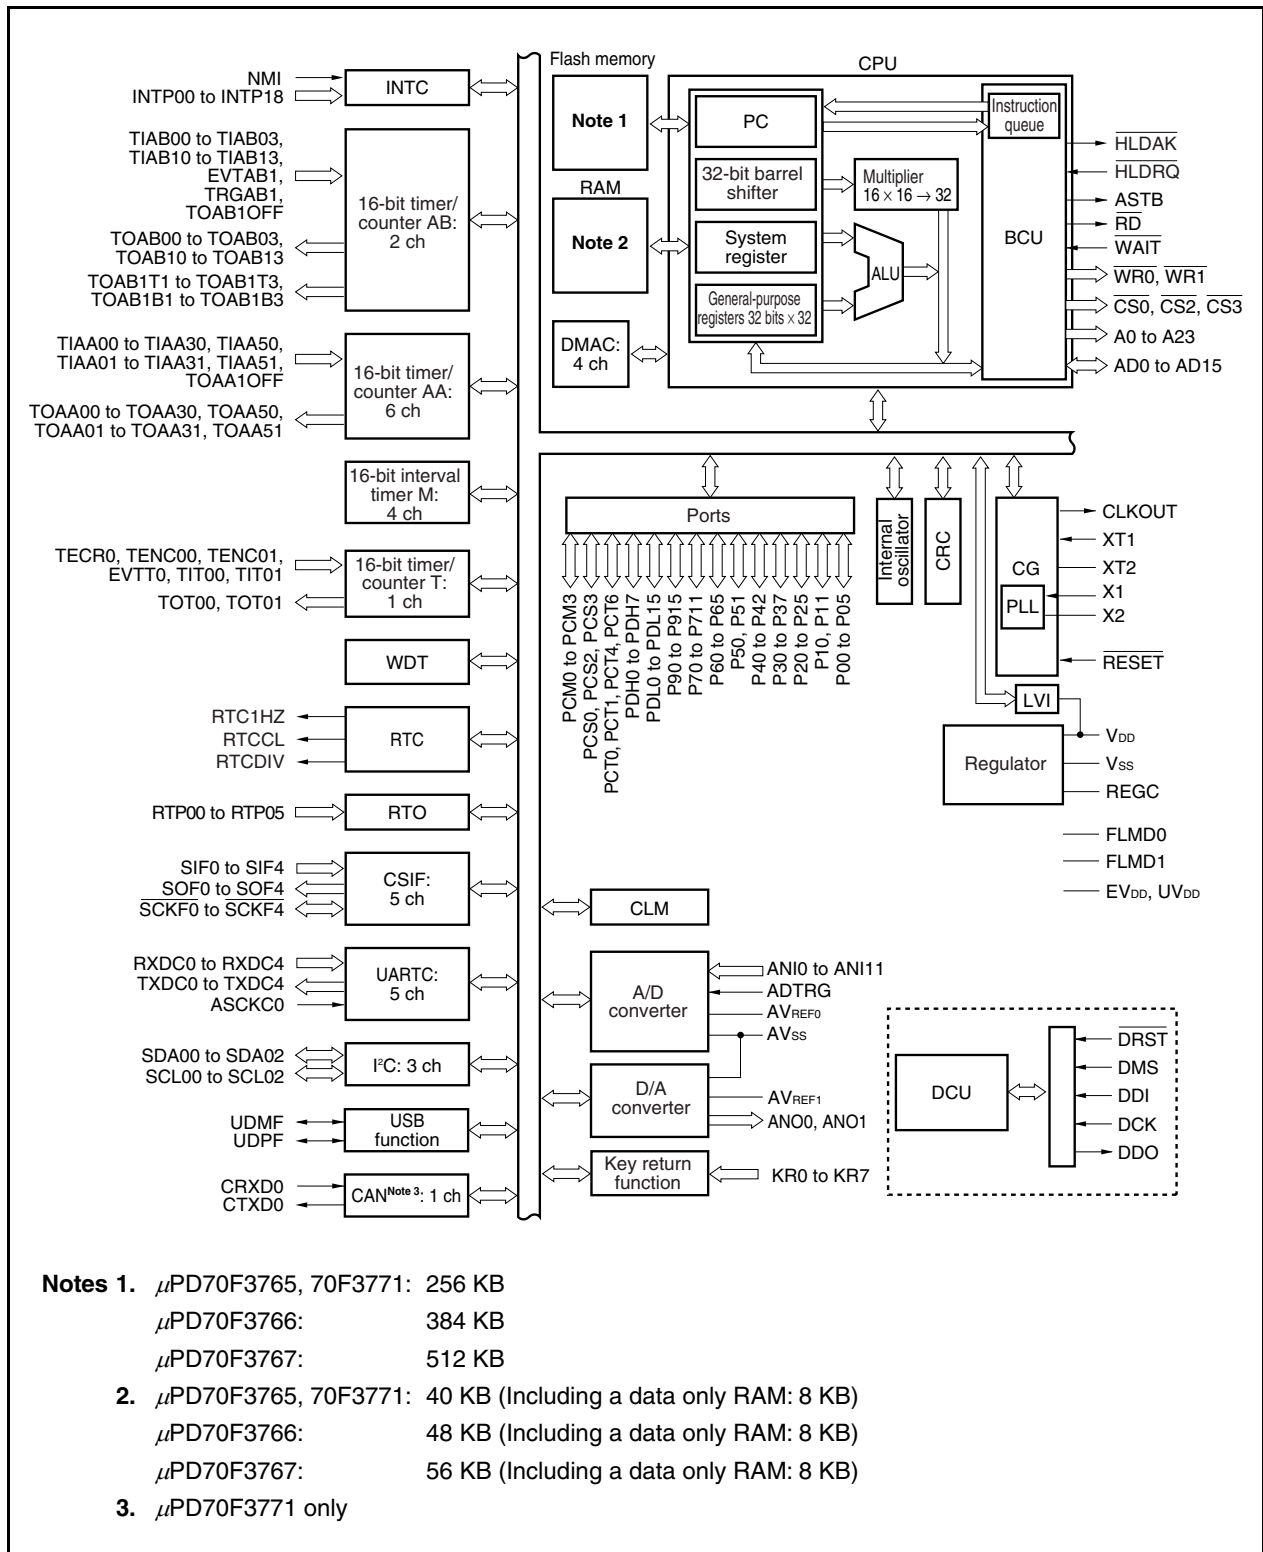 NMI
INTP00 to INTP18
INTC
TIAB00 to TIAB03,
TIAB10 to TIAB13,
EVTAB1,
TRGAB1,
TOAB1OFF
TOAB00 to TOAB03,
TOAB10 to TOAB13
TOAB1T1 to TOAB1T3,
TOAB1B1 to TOAB1B3
16-bit timer/
counter AB:
2 ch
TIAA00 to TIAA30, TIAA50,
TIAA01 to TIAA31, TIAA51,
TOAA1OFF
TOAA00 to TOAA30, TOAA50,
TOAA01 to TOAA31, TOAA51
16-bit timer/
counter AA:
6 ch
16-bit interval
timer M:
4 ch
TECR0, TENC00, TENC01,
EVTT0, TIT00, TIT01
TOT00, TOT01
16-bit timer/
counter T:
1 ch
WDT
RTC1HZ
RTCCL
RTCDIV
RTC
RTP00 to RTP05
RTO
SIF0 to SIF4
SOF0 to SOF4
SCKF0 to SCKF4
CSIF:
5 ch
RXDC0 to RXDC4
TXDC0 to TXDC4
ASCKC0
UARTC:
5 ch
SDA00 to SDA02
SCL00 to SCL02
I²C: 3 ch
UDMF
UDPF
USB
function
CRXD0
CTXD0
CAN Note 3: 1 ch
Flash memory
Note 1
RAM
Note 2
DMAC:
4 ch
CPU
PC
32-bit barrel
shifter
System
register
General-purpose
registers 32 bits × 32
Multiplier
16 × 16 → 32
ALU
Instruction
queue
BCU
HLDAK
HLDRQ
ASTB
RD
WAIT
WR0, WR1
CS0, CS2, CS3
A0 to A23
AD0 to AD15
Ports
PCM0 to PCM3
PCS0, PCS2, PCS3
PCT0, PCT1, PCT4, PCT6
PDH0 to PDH7
PDL0 to PDL15
P90 to P915
P70 to P711
P60 to P65
P50, P51
P40 to P42
P30 to P37
P20 to P25
P10, P11
P00 to P05
Internal
oscillator
CRC
CG
PLL
CLKOUT
XT1
XT2
X1
X2
RESET
LVI
Regulator
VDD
VSS
REGC
FLMD0
FLMD1
EVDD, UVDD
CLM
A/D
converter
ANI0 to ANI11
ADTRG
AVREF0
AVSS
D/A
converter
AVREF1
ANO0, ANO1
Key return
function
KR0 to KR7
DCU
DRST
DMS
DDI
DCK
DDO
Notes 1. μPD70F3765, 70F3771: 256 KB
μPD70F3766: 384 KB
μPD70F3767: 512 KB
2. μPD70F3765, 70F3771: 40 KB (Including a data only RAM: 8 KB)
μPD70F3766: 48 KB (Including a data only RAM: 8 KB)
μPD70F3767: 56 KB (Including a data only RAM: 8 KB)
3. μPD70F3771 only